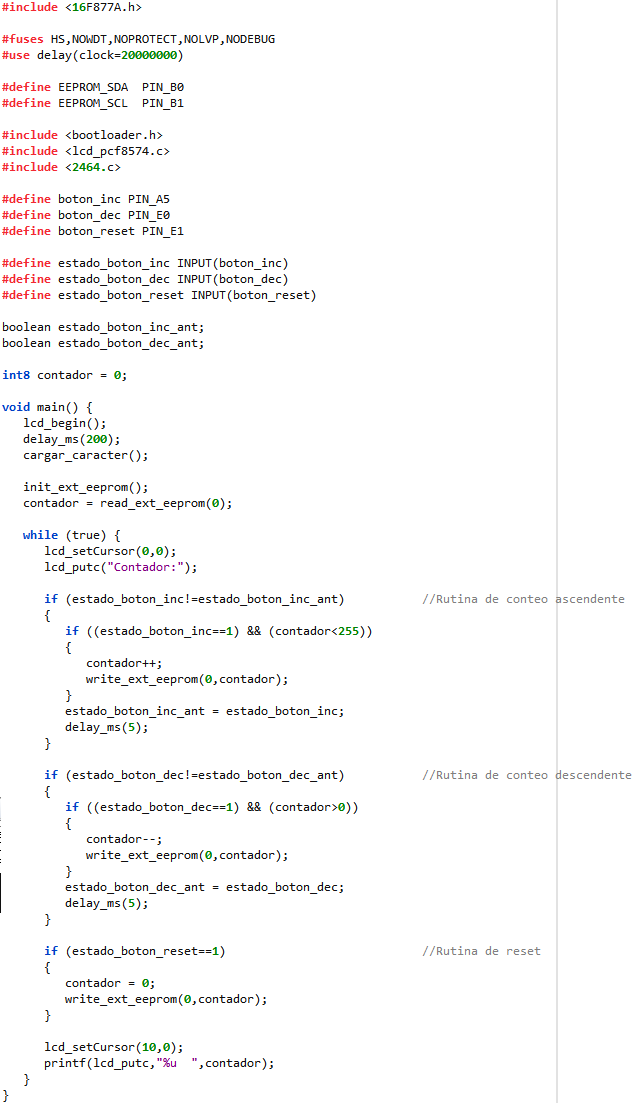 #include <16F877A.h>
#fuses HS,NOWDT,NOPROTECT,NOLVP,NODEBUG
#use delay(clock=20000000)
#define EEPROM_SDA  PIN_B0
#define EEPROM_SCL  PIN_B1
#include <bootloader.h>
#include <lcd_pcf8574.c>
#include <2464.c>
#define boton_inc PIN_A5
#define boton_dec PIN_E0
#define boton_reset PIN_E1
#define estado_boton_inc INPUT(boton_inc)
#define estado_boton_dec INPUT(boton_dec)
#define estado_boton_reset INPUT(boton_reset)
boolean estado_boton_inc_ant;
boolean estado_boton_dec_ant;
int8 contador = 0;
void main() {
   lcd_begin();
   delay_ms(200);
   cargar_caracter();
   init_ext_eeprom();
   contador = read_ext_eeprom(0);
   while (true) {
      lcd_setCursor(0,0);
      lcd_putc("Contador:");
      if (estado_boton_inc!=estado_boton_inc_ant)           //Rutina de conteo ascendente
      {
         if ((estado_boton_inc==1) && (contador<255))
         {
            contador++;
            write_ext_eeprom(0,contador);
         }
         estado_boton_inc_ant = estado_boton_inc;
         delay_ms(5);
      }
      if (estado_boton_dec!=estado_boton_dec_ant)           //Rutina de conteo descendente
      {
         if ((estado_boton_dec==1) && (contador>0))
         {
            contador--;
            write_ext_eeprom(0,contador);
         }
         estado_boton_dec_ant = estado_boton_dec;
         delay_ms(5);
      }
      if (estado_boton_reset==1)                            //Rutina de reset
      {
         contador = 0;
         write_ext_eeprom(0,contador);
      }
      lcd_setCursor(10,0);
      printf(lcd_putc,"%u  ",contador);
   }
}